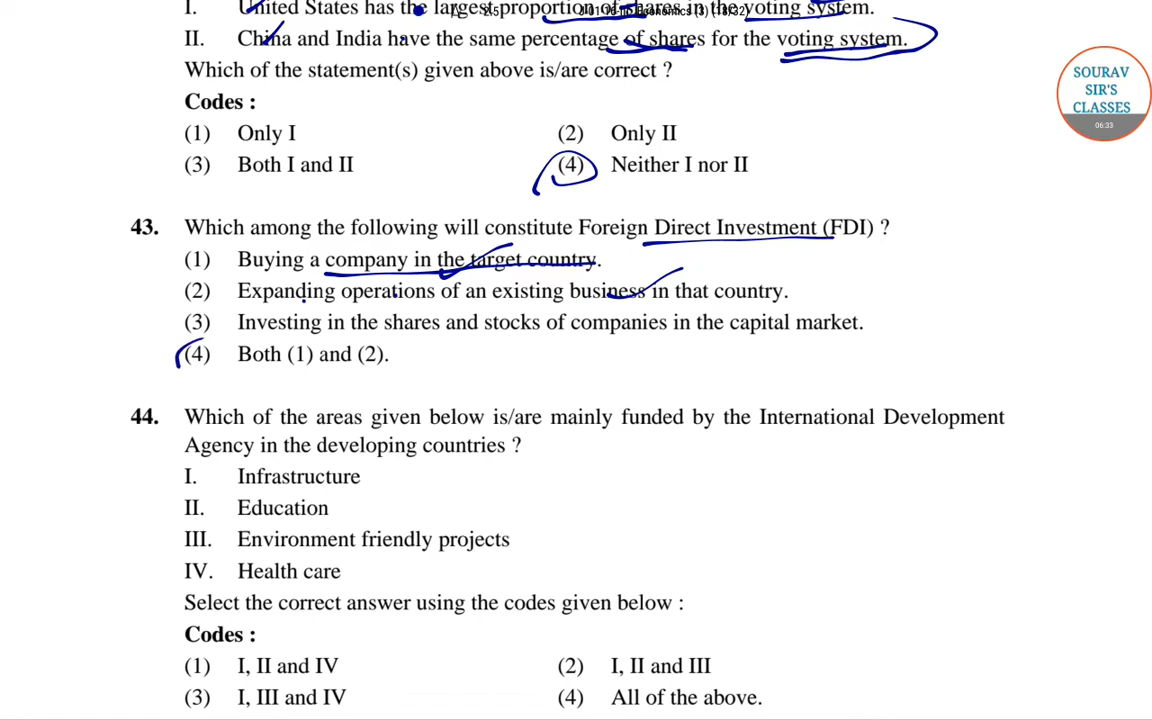 I. United States has the largest proportion of shares in the voting system.
II. China and India have the same percentage of shares for the voting system.
Which of the statement(s) given above is/are correct ?
Codes :
(1) Only I (2) Only II
(3) Both I and II (4) Neither I nor II
SOURAV
SIR'S
CLASSES
06:33
43. Which among the following will constitute Foreign Direct Investment (FDI) ?
(1) Buying a company in the target country.
(2) Expanding operations of an existing business in that country.
(3) Investing in the shares and stocks of companies in the capital market.
(4) Both (1) and (2).
44. Which of the areas given below is/are mainly funded by the International Development
Agency in the developing countries ?
I. Infrastructure
II. Education
III. Environment friendly projects
IV. Health care
Select the correct answer using the codes given below :
Codes :
(1) I, II and IV (2) I, II and III
(3) I, III and IV (4) All of the above.